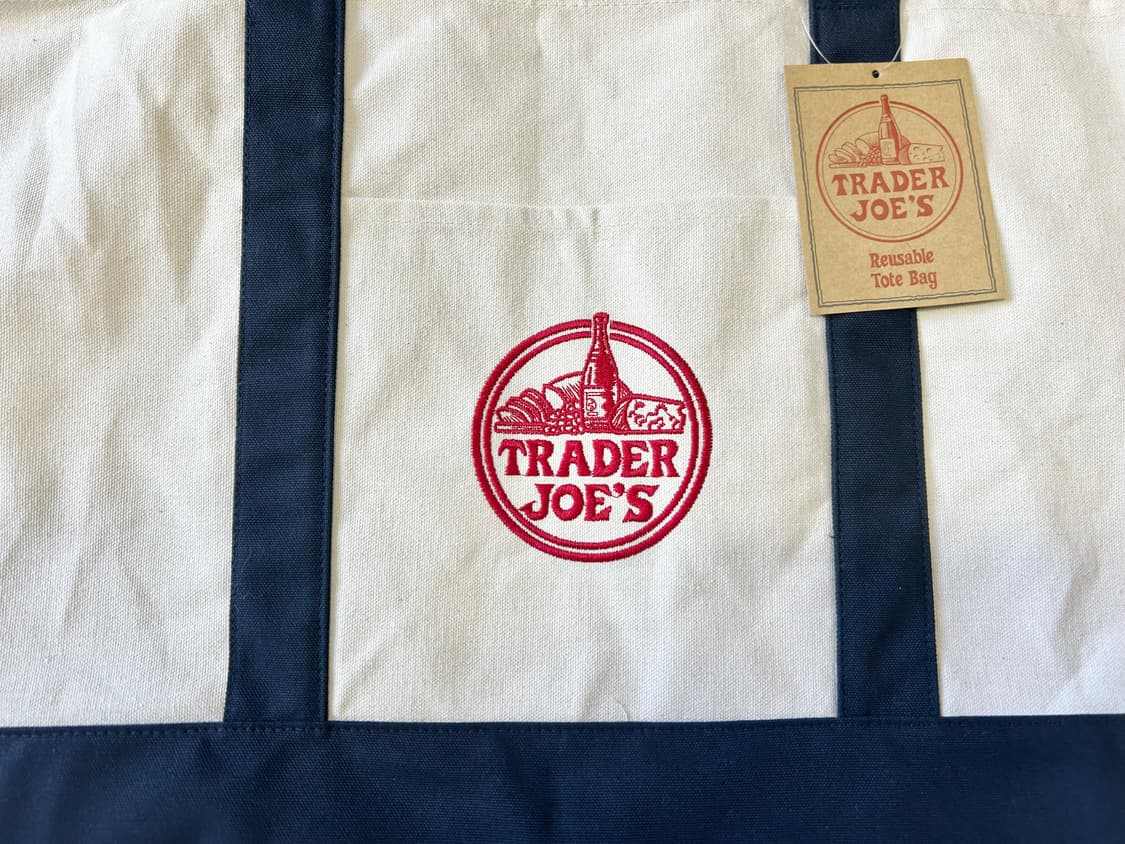 TRADER
JOE'S
Reusable
Tote Bag
TRADER
JOE'S